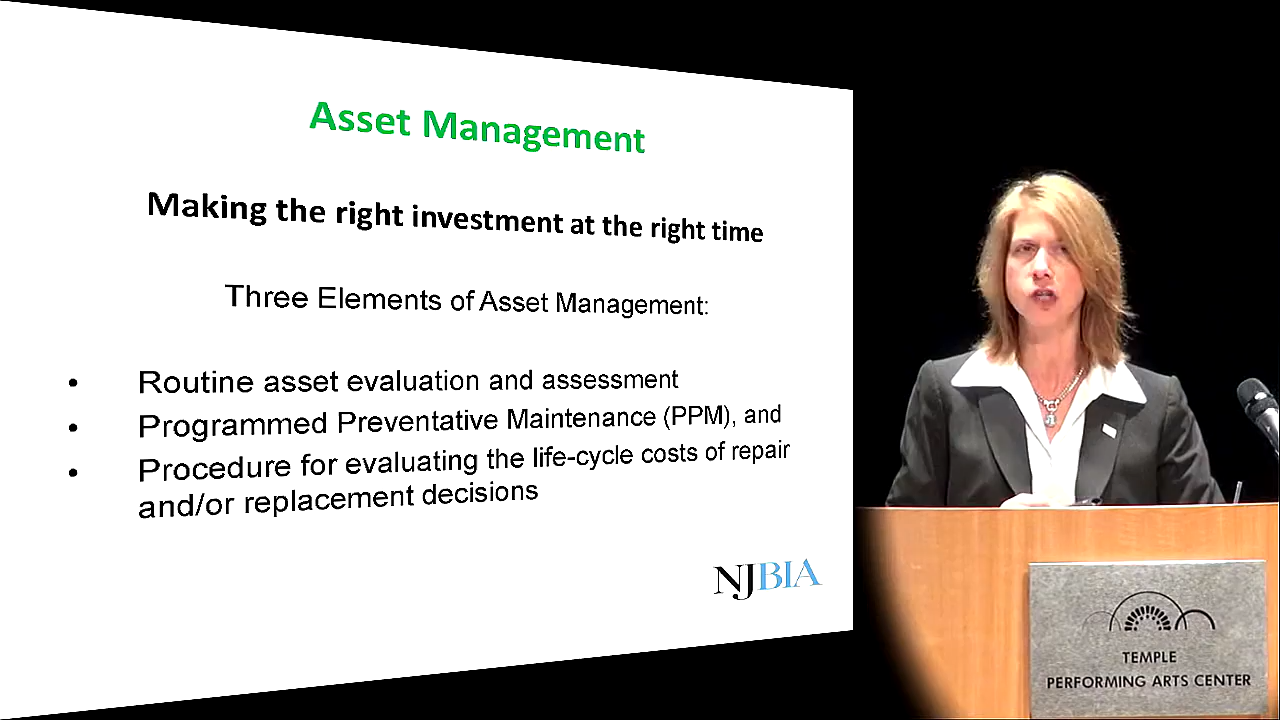 Asset Management
Making the right investment at the right time
Three Elements of Asset Management:
• Routine asset evaluation and assessment
• Programmed Preventative Maintenance (PPM), and
• Procedure for evaluating the life-cycle costs of repair
and/or replacement decisions
NJBIA
TEMPLE
PERFORMING ARTS CENTER